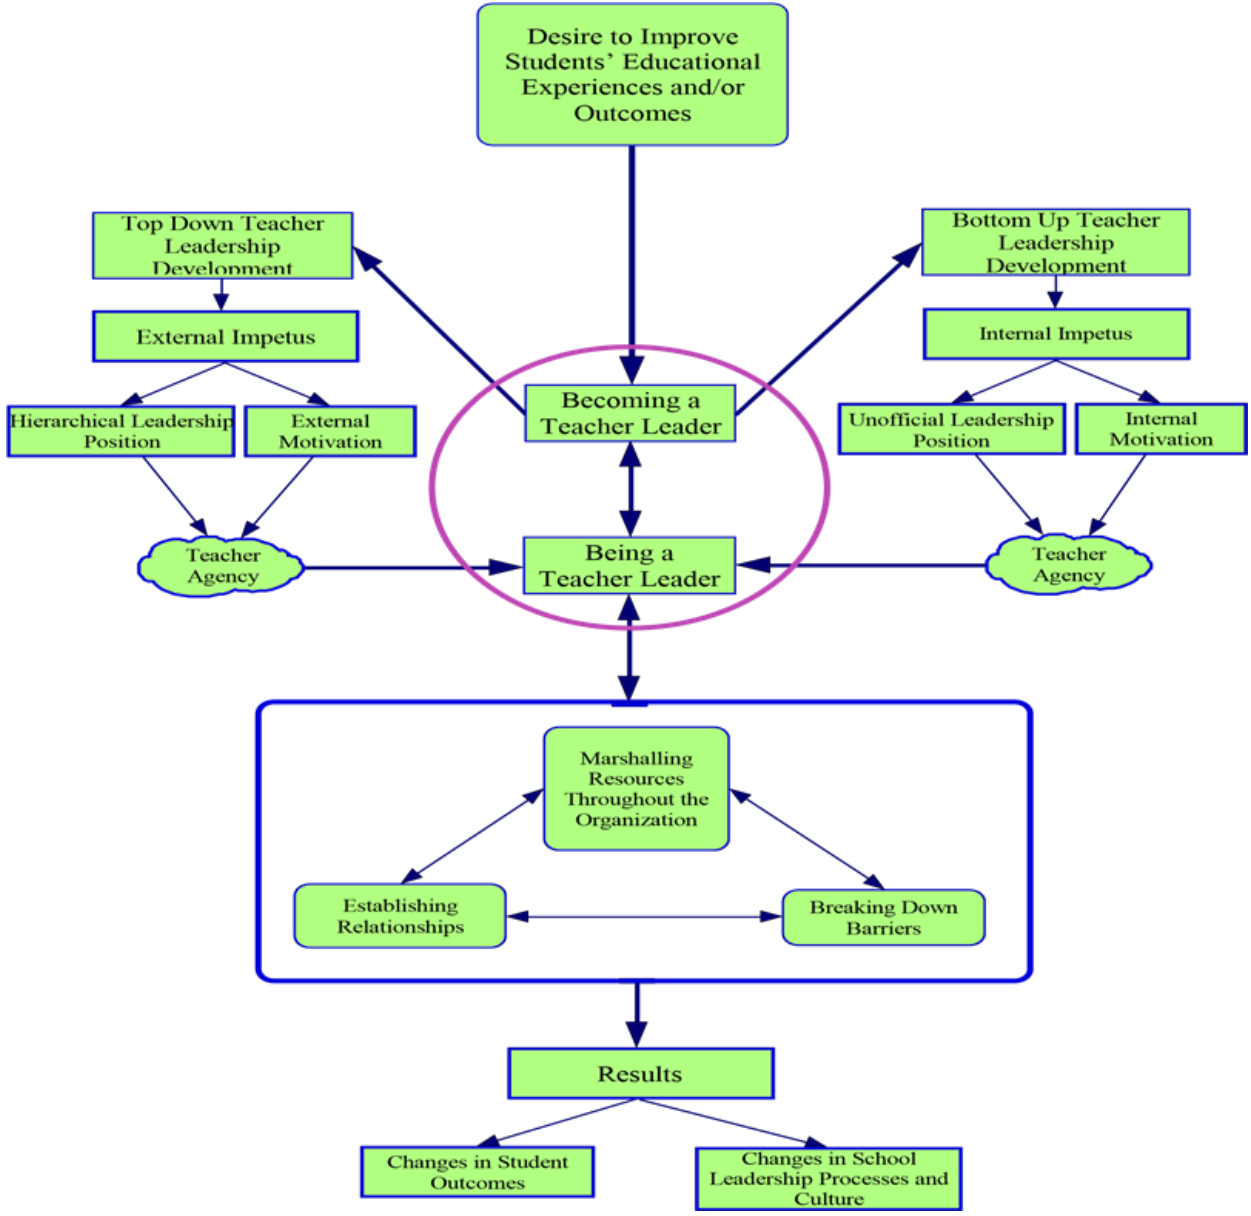 Desire to Improve
Students' Educational
Experiences and/or
Outcomes
Top Down Teacher
Leadership
Development
Bottom Up Teacher
Leadership
Development
External Impetus
Internal Impetus
Hierarchical Leadership
Position
External
Motivation
Becoming a
Teacher Leader
Unofficial Leadership
Position
Internal
Motivation
Teacher
Agency
Being a
Teacher Leader
Teacher
Agency
Marshalling
Resources
Throughout the
Organization
Establishing
Relationships
Breaking Down
Barriers
Results
Changes in Student
Outcomes
Changes in School
Leadership Processes and
Culture